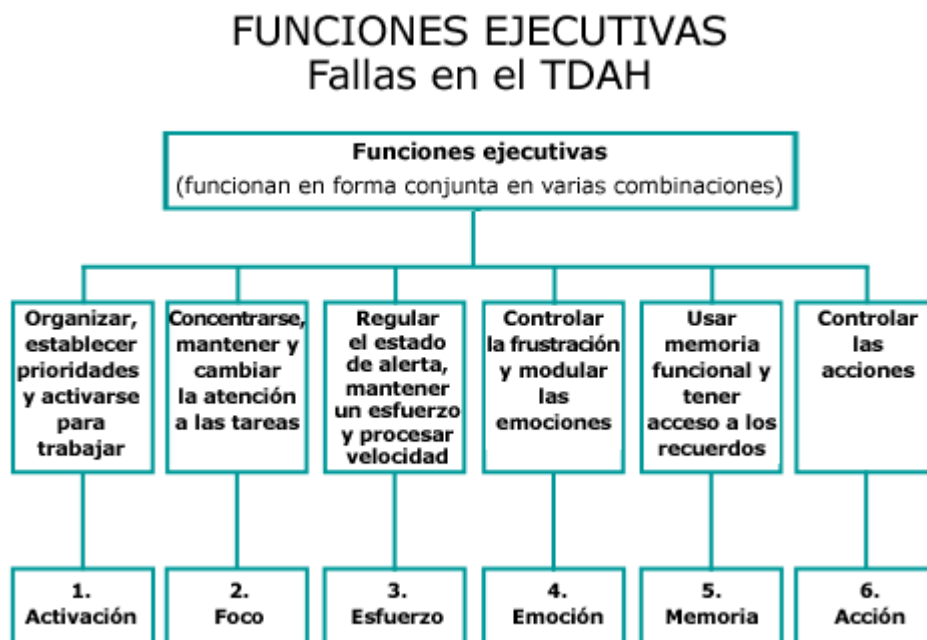 FUNCIONES EJECUTIVAS
Fallas en el TDAH
Funciones ejecutivas
(funcionan en forma conjunta en varias combinaciones)
Organizar,
establecer
prioridades
y activarse
para
trabajar
Concentrarse,
mantener y
cambiar
la atención
a las tareas
Regular
el estado
de alerta,
mantener
un esfuerzo
y procesar
velocidad
Controlar
la frustración
y modular
las
emociones
Usar
memoria
funcional y
tener
acceso a los
recuerdos
Controlar
las
acciones
1.
Activación
2.
Foco
3.
Esfuerzo
4.
Emoción
5.
Memoria
6.
Acción